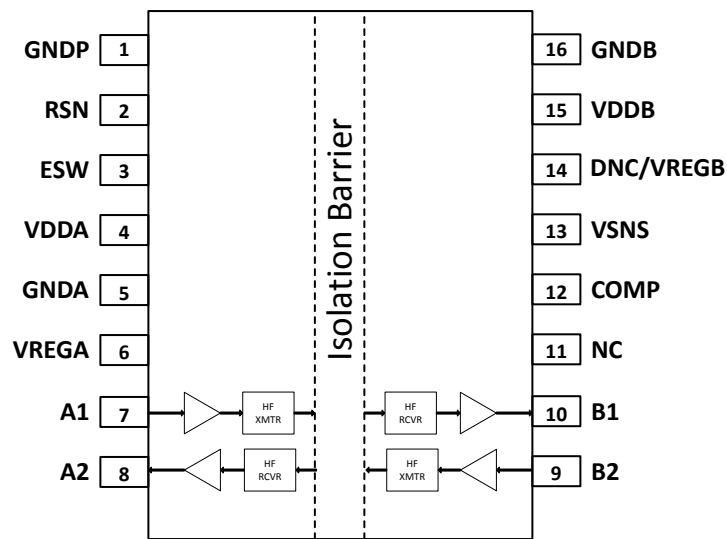 GNDP 1
RSN 2
ESW 3
VDDA 4
GNDA 5
VREGA 6
A1 7
A2 8
HF
XMTR
HF
RCVR
Isolation Barrier
HF
RCVR
HF
XMTR
16 GNDB
15 VDDB
14 DNC/VREGB
13 VSNS
12 COMP
11 NC
10 B1
9 B2